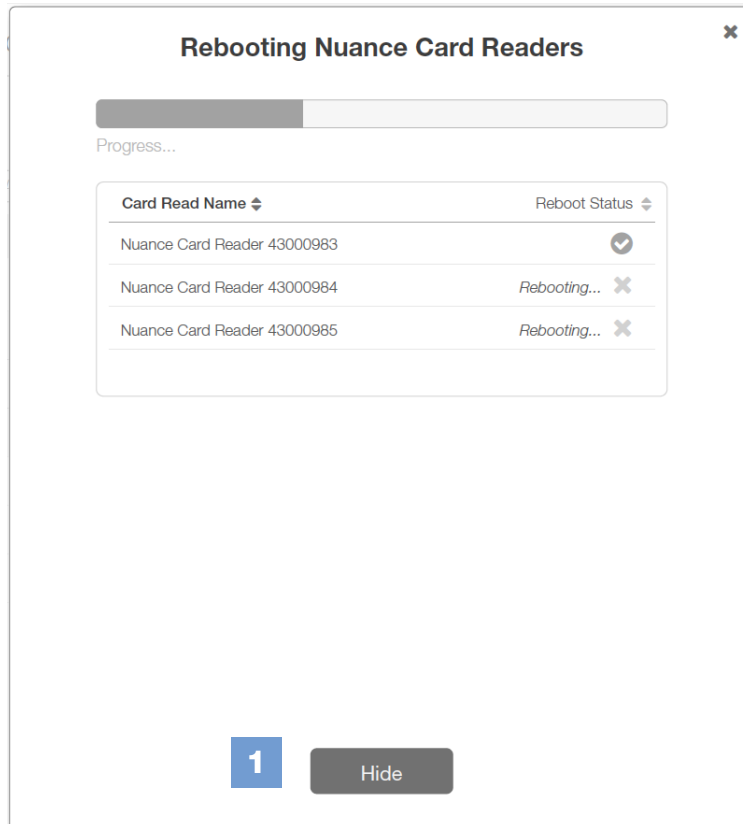 Rebooting Nuance Card Readers
Progress...
Card Read Name Reboot Status
Nuance Card Reader 43000983
Nuance Card Reader 43000984 Rebooting...
Nuance Card Reader 43000985 Rebooting...
1 Hide